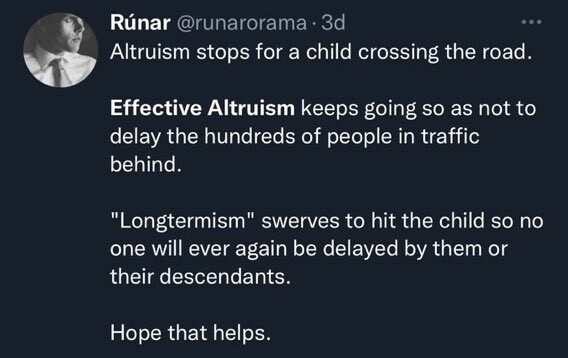 Rúnar @runarorama · 3d
Altruism stops for a child crossing the road.
Effective Altruism keeps going so as not to
delay the hundreds of people in traffic
behind.
"Longtermism" swerves to hit the child so no
one will ever again be delayed by them or
their descendants.
Hope that helps.